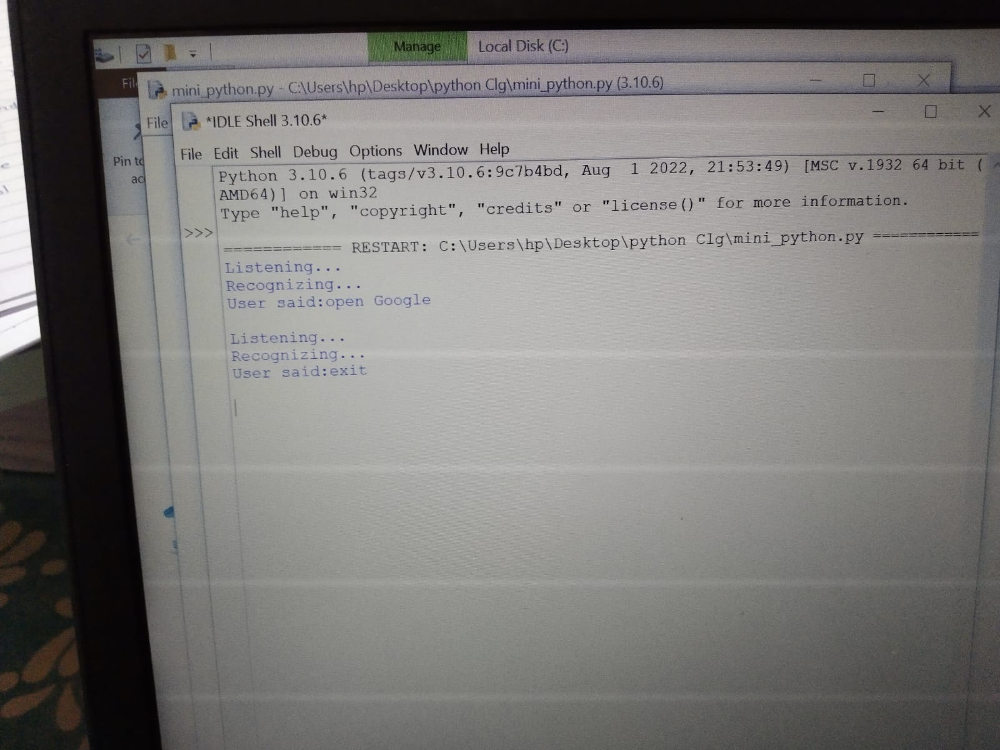 Manage Local Disk (C:)
mini_python.py - C:\Users\hp\Desktop\python Clg\mini_python.py (3.10.6)
File
*IDLE Shell 3.10.6*
File Edit Shell Debug Options Window Help
Pin to
Python 3.10.6 (tags/v3.10.6:9c7b4bd, Aug  1 2022, 21:53:49) [MSC v.1932 64 bit (
AMD64)] on win32
Type "help", "copyright", "credits" or "license()" for more information.
>>>
============ RESTART: C:\Users\hp\Desktop\python Clg\mini_python.py ===========
Listening...
Recognizing...
User said:open Google
Listening...
Recognizing...
User said:exit